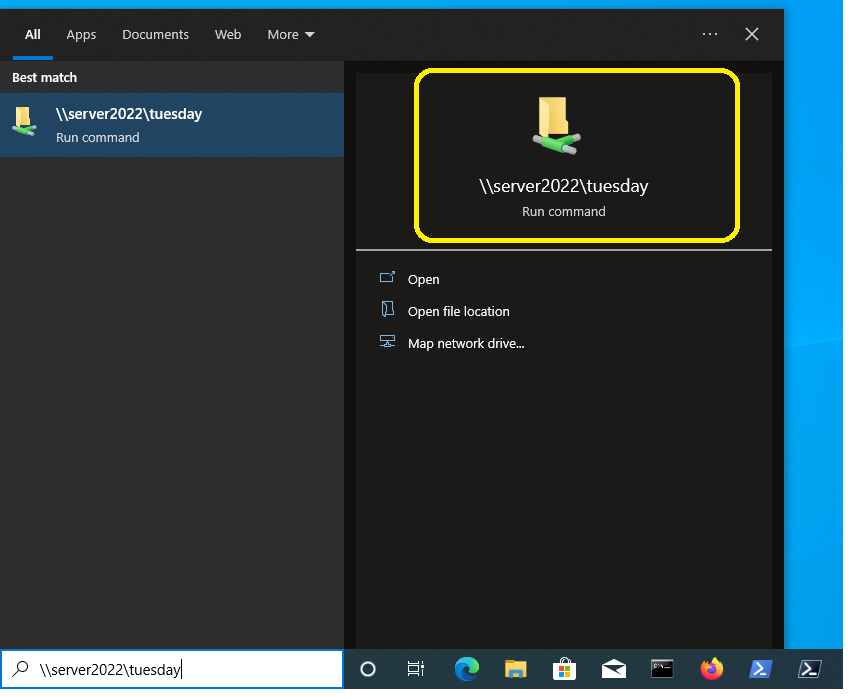 All Apps Documents Web More
Best match
\\server2022\tuesday
Run command
\\server2022\tuesday
Run command
Open
Open file location
Map network drive...
\\server2022\tuesday